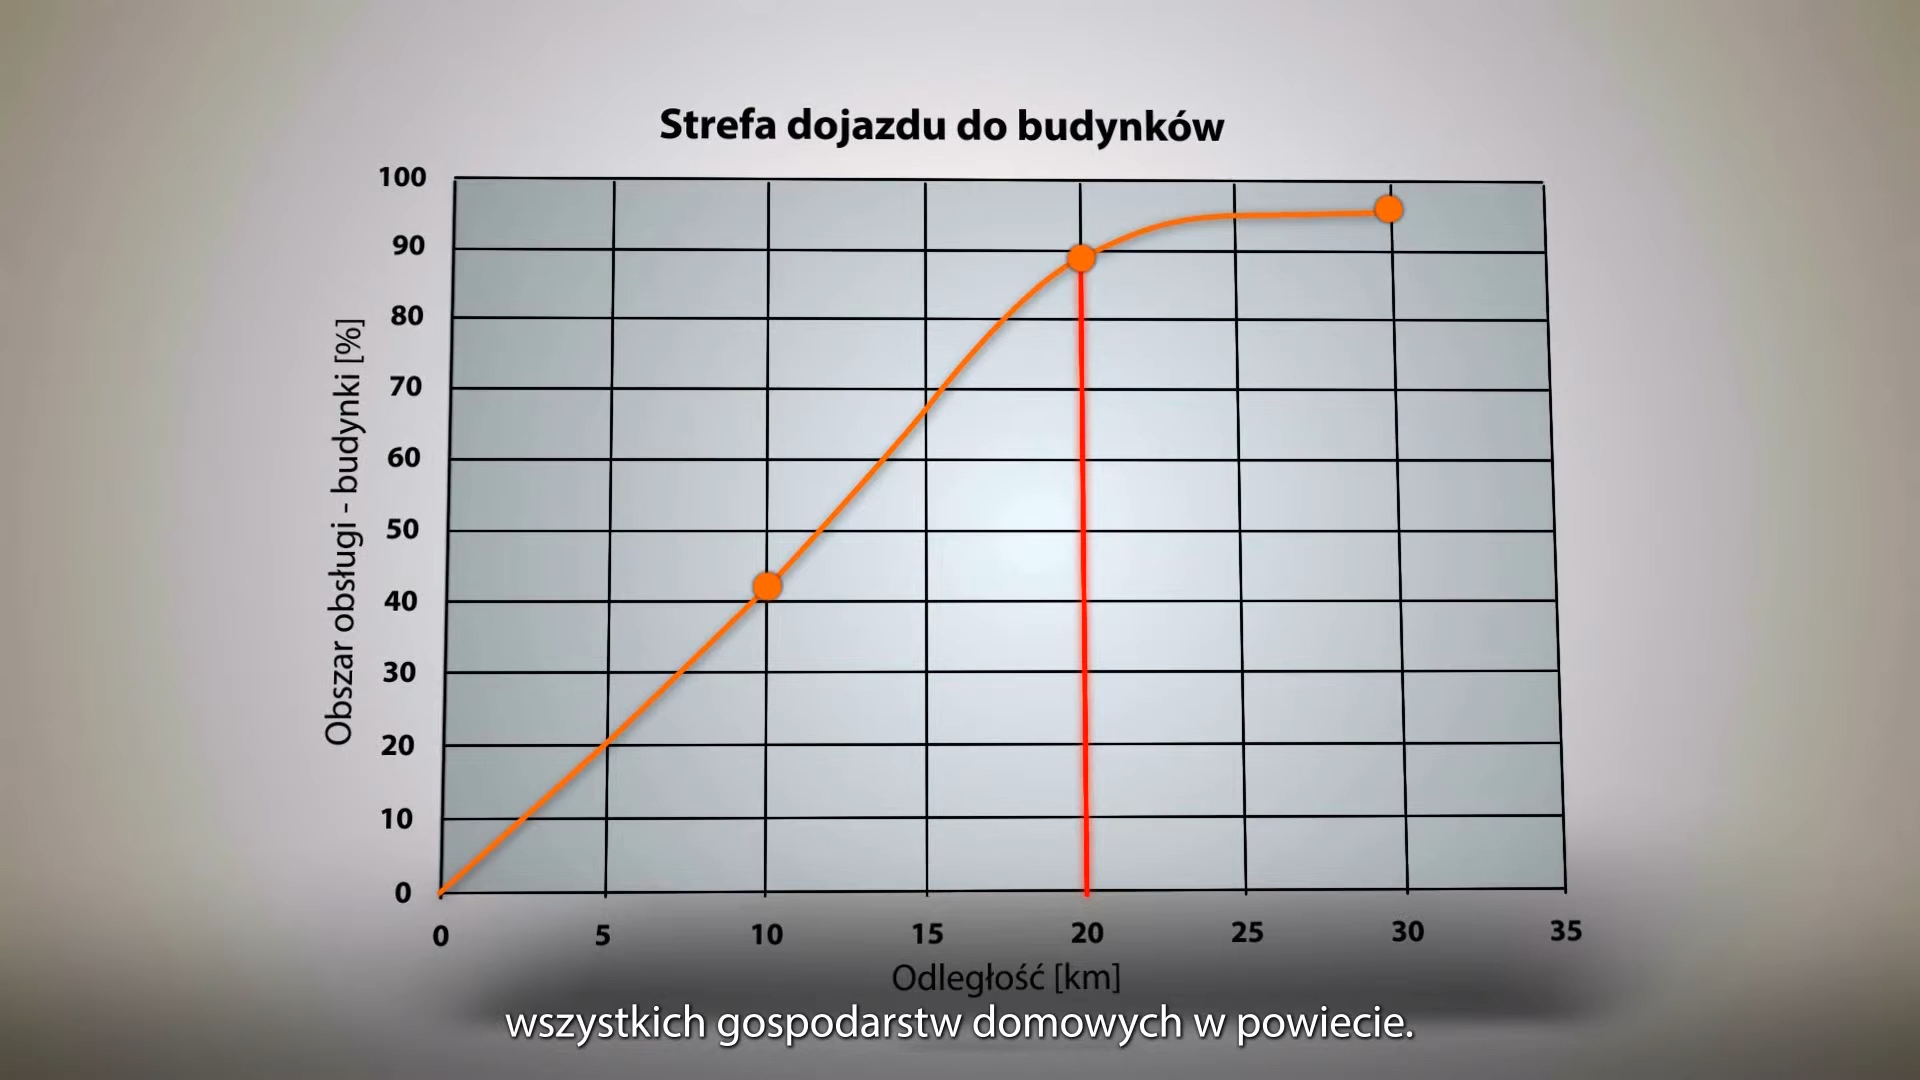 Strefa dojazdu do budynków
100
90
80
70
60
50
40
30
20
10
0
Obszar obsługi - budynki [%]
0 5 10 15 20 25 30 35
Odległość [km]
wszystkich gospodarstw domowych w powiecie.